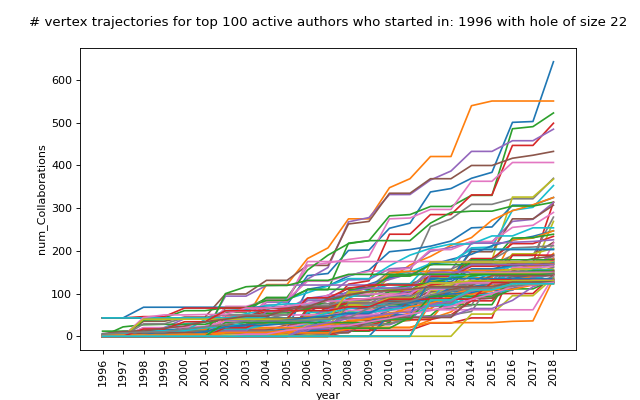 # vertex trajectories for top 100 active authors who started in: 1996 with hole of size 22
num_Collaborations
600
500
400
300
200
100
0
1996 1997 1998 1999 2000 2001 2002 2003 2004 2005 2006 2007 2008 2009 2010 2011 2012 2013 2014 2015 2016 2017 2018
year